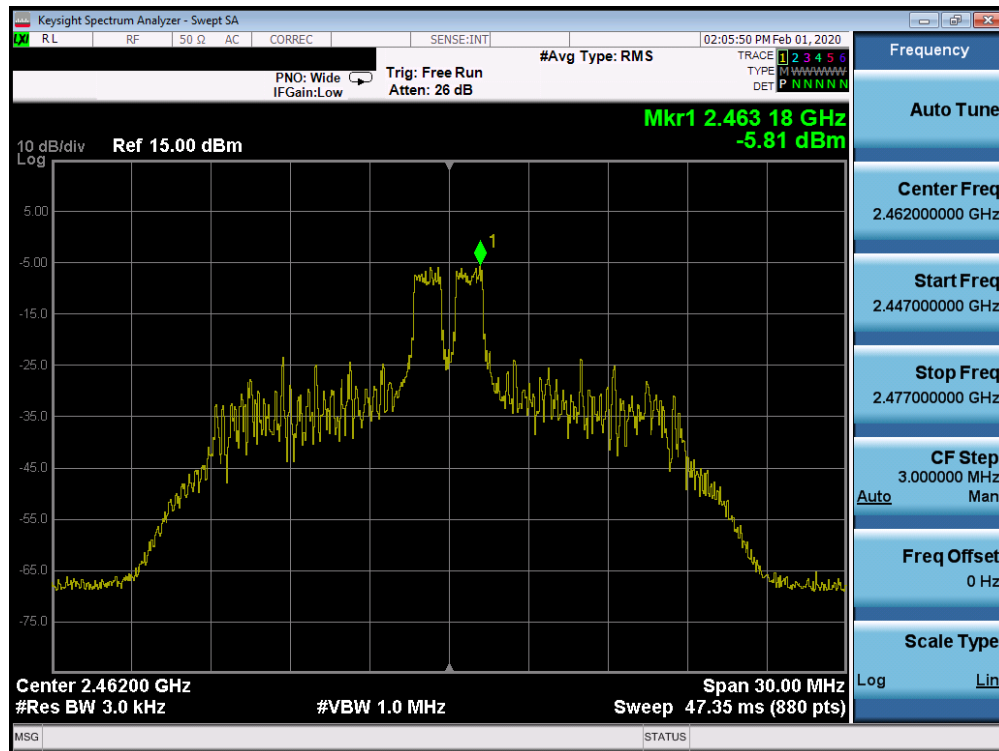 Keysight Spectrum Analyzer - Swept SA
LXI RL RF 50 Ω AC CORREC SENSE:INT 02:05:50 PM Feb 01, 2020
PNO: Wide
IFGain:Low
Trig: Free Run
Atten: 26 dB
#Avg Type: RMS
TRACE 1 2 3 4 5 6
TYPE M WWWWW
DET P N N N N N
Mkr1 2.463 18 GHz
-5.81 dBm
10 dB/div Ref 15.00 dBm
Log
5.00
-5.00
-15.0
-25.0
-35.0
-45.0
-55.0
-65.0
-75.0
1
Center 2.46200 GHz Span 30.00 MHz
#Res BW 3.0 kHz #VBW 1.0 MHz Sweep 47.35 ms (880 pts)
MSG STATUS
Frequency
Auto Tune
Center Freq
2.462000000 GHz
Start Freq
2.447000000 GHz
Stop Freq
2.477000000 GHz
CF Step
3.000000 MHz
Auto Man
Freq Offset
0 Hz
Scale Type
Log Lin